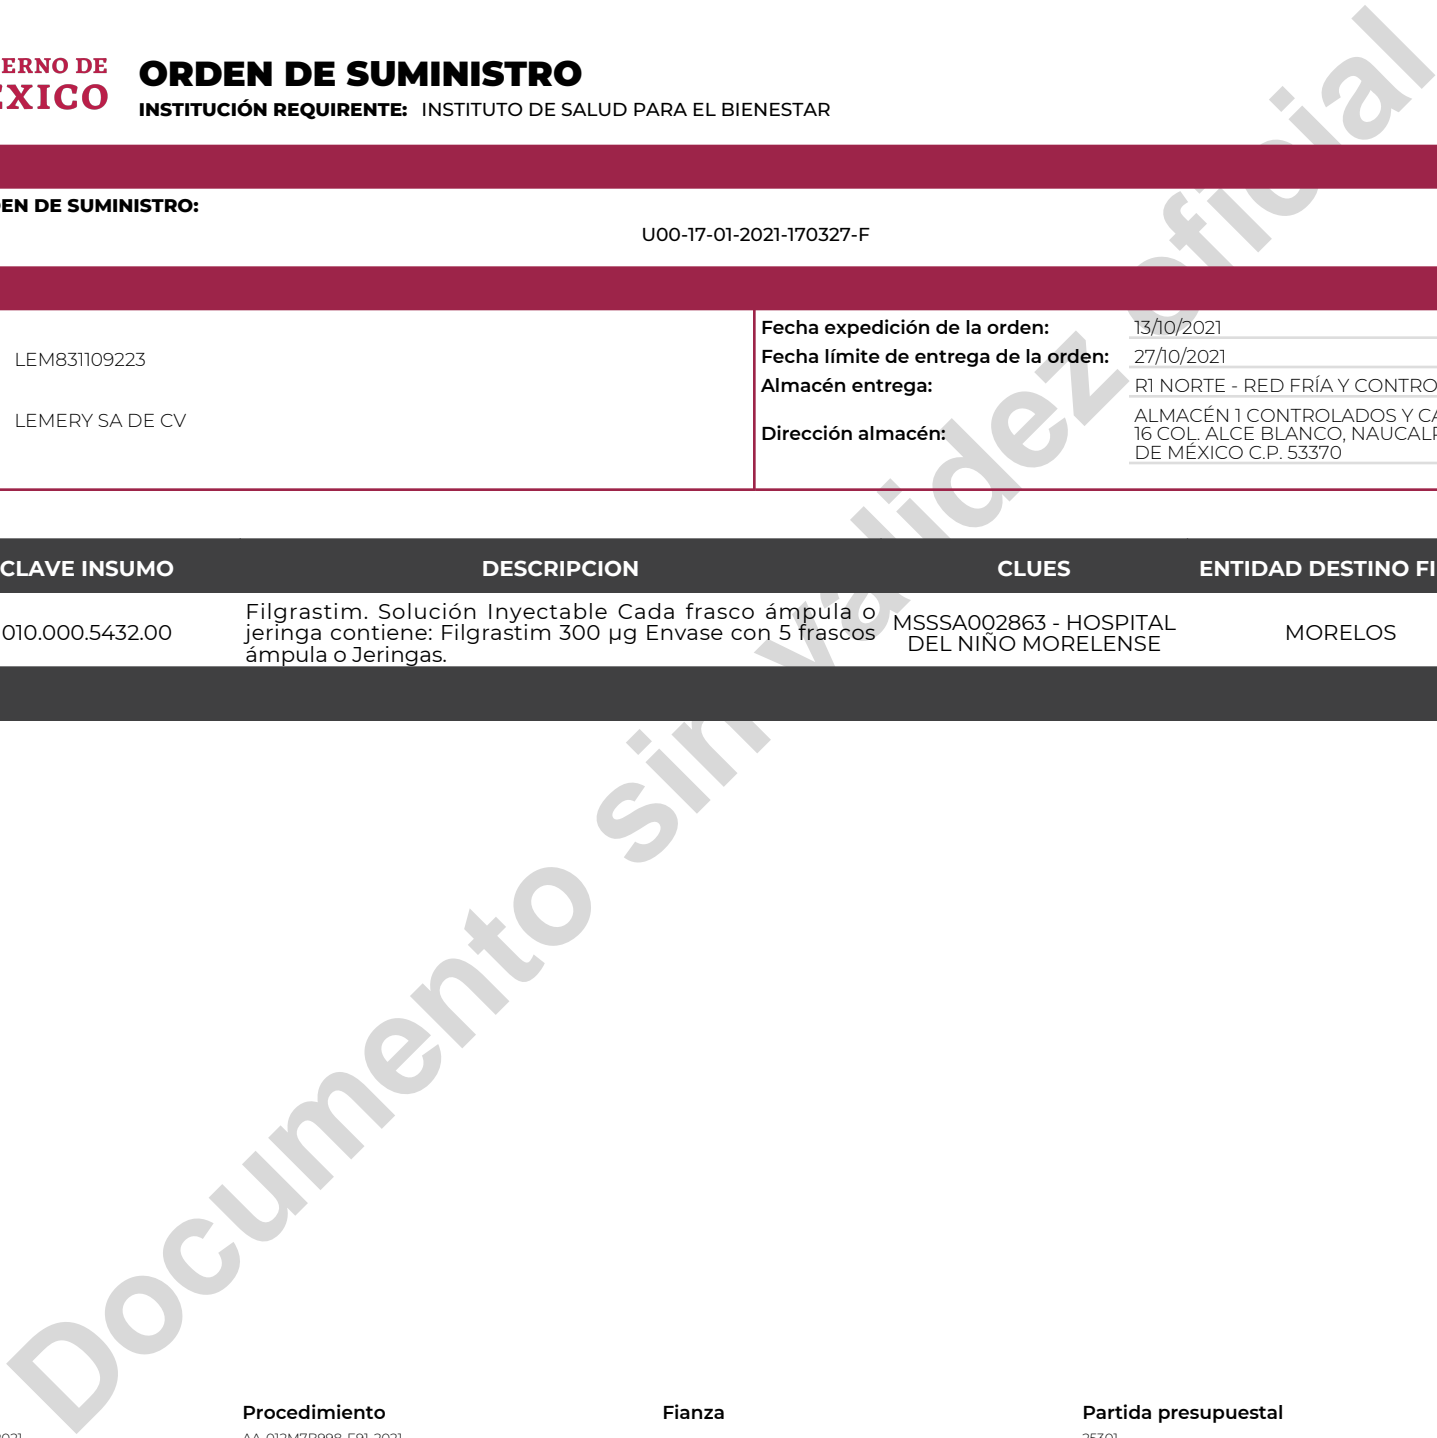 ERNO DE
ÉXICO
ORDEN DE SUMINISTRO
INSTITUCIÓN REQUIRENTE: INSTITUTO DE SALUD PARA EL BIENESTAR
EN DE SUMINISTRO:
U00-17-01-2021-170327-F
LEM831109223
LEMERY SA DE CV
Fecha expedición de la orden: 13/10/2021
Fecha límite de entrega de la orden: 27/10/2021
Almacén entrega: R1 NORTE - RED FRÍA Y CONTRO
Dirección almacén: ALMACÉN 1 CONTROLADOS Y CA
16 COL. ALCE BLANCO, NAUCALP
DE MÉXICO C.P. 53370
CLAVE INSUMO DESCRIPCION CLUES ENTIDAD DESTINO FI
010.000.5432.00
Filgrastim. Solución Inyectable Cada frasco ámpula o
jeringa contiene: Filgrastim 300 µg Envase con 5 frascos
ámpula o Jeringas.
MSSSA002863 - HOSPITAL
DEL NIÑO MORELENSE
MORELOS
Documento sin validez oficial
Procedimiento Fianza Partida presupuestal